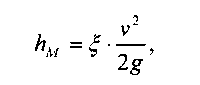 h_M = ξ · v²/2g,